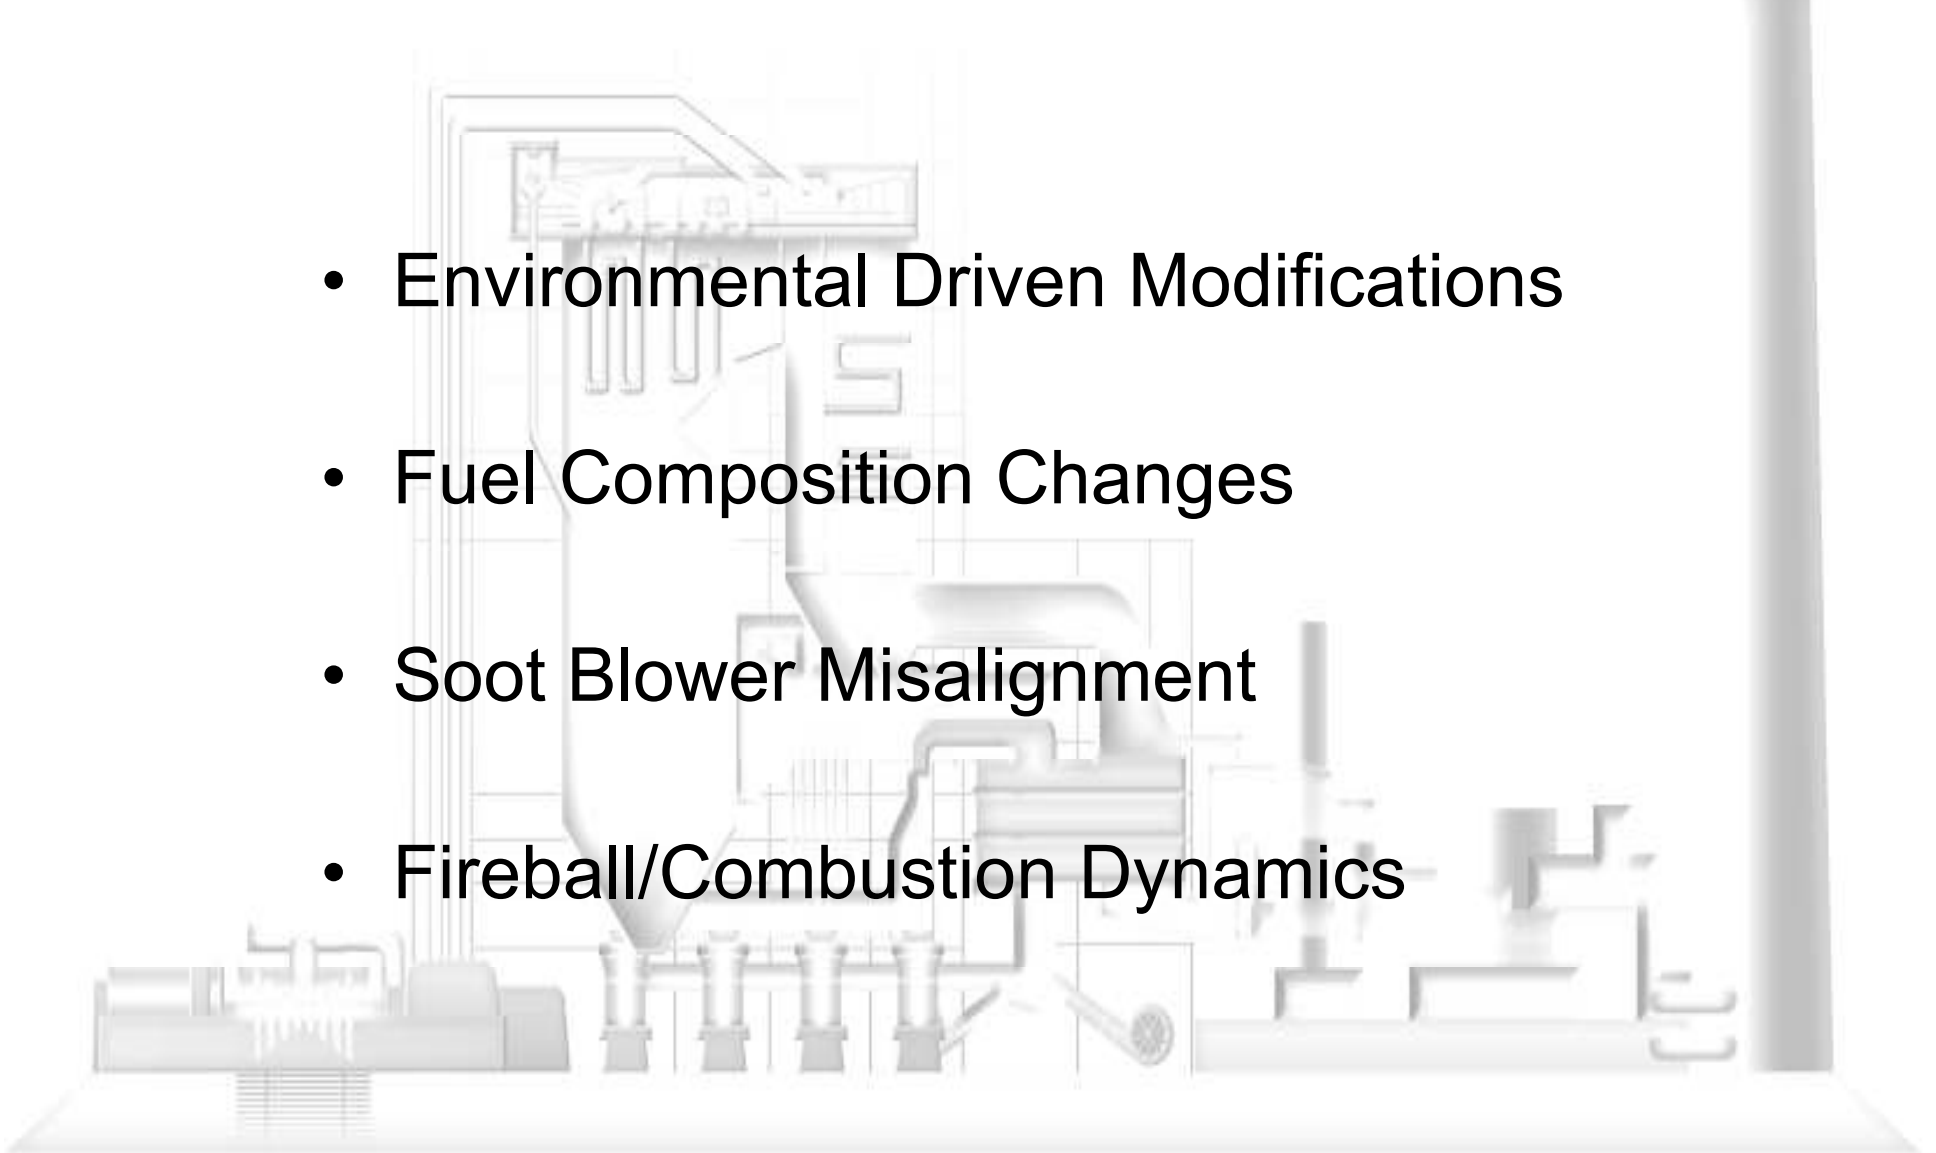 • Environmental Driven Modifications
• Fuel Composition Changes
• Soot Blower Misalignment
• Fireball/Combustion Dynamics